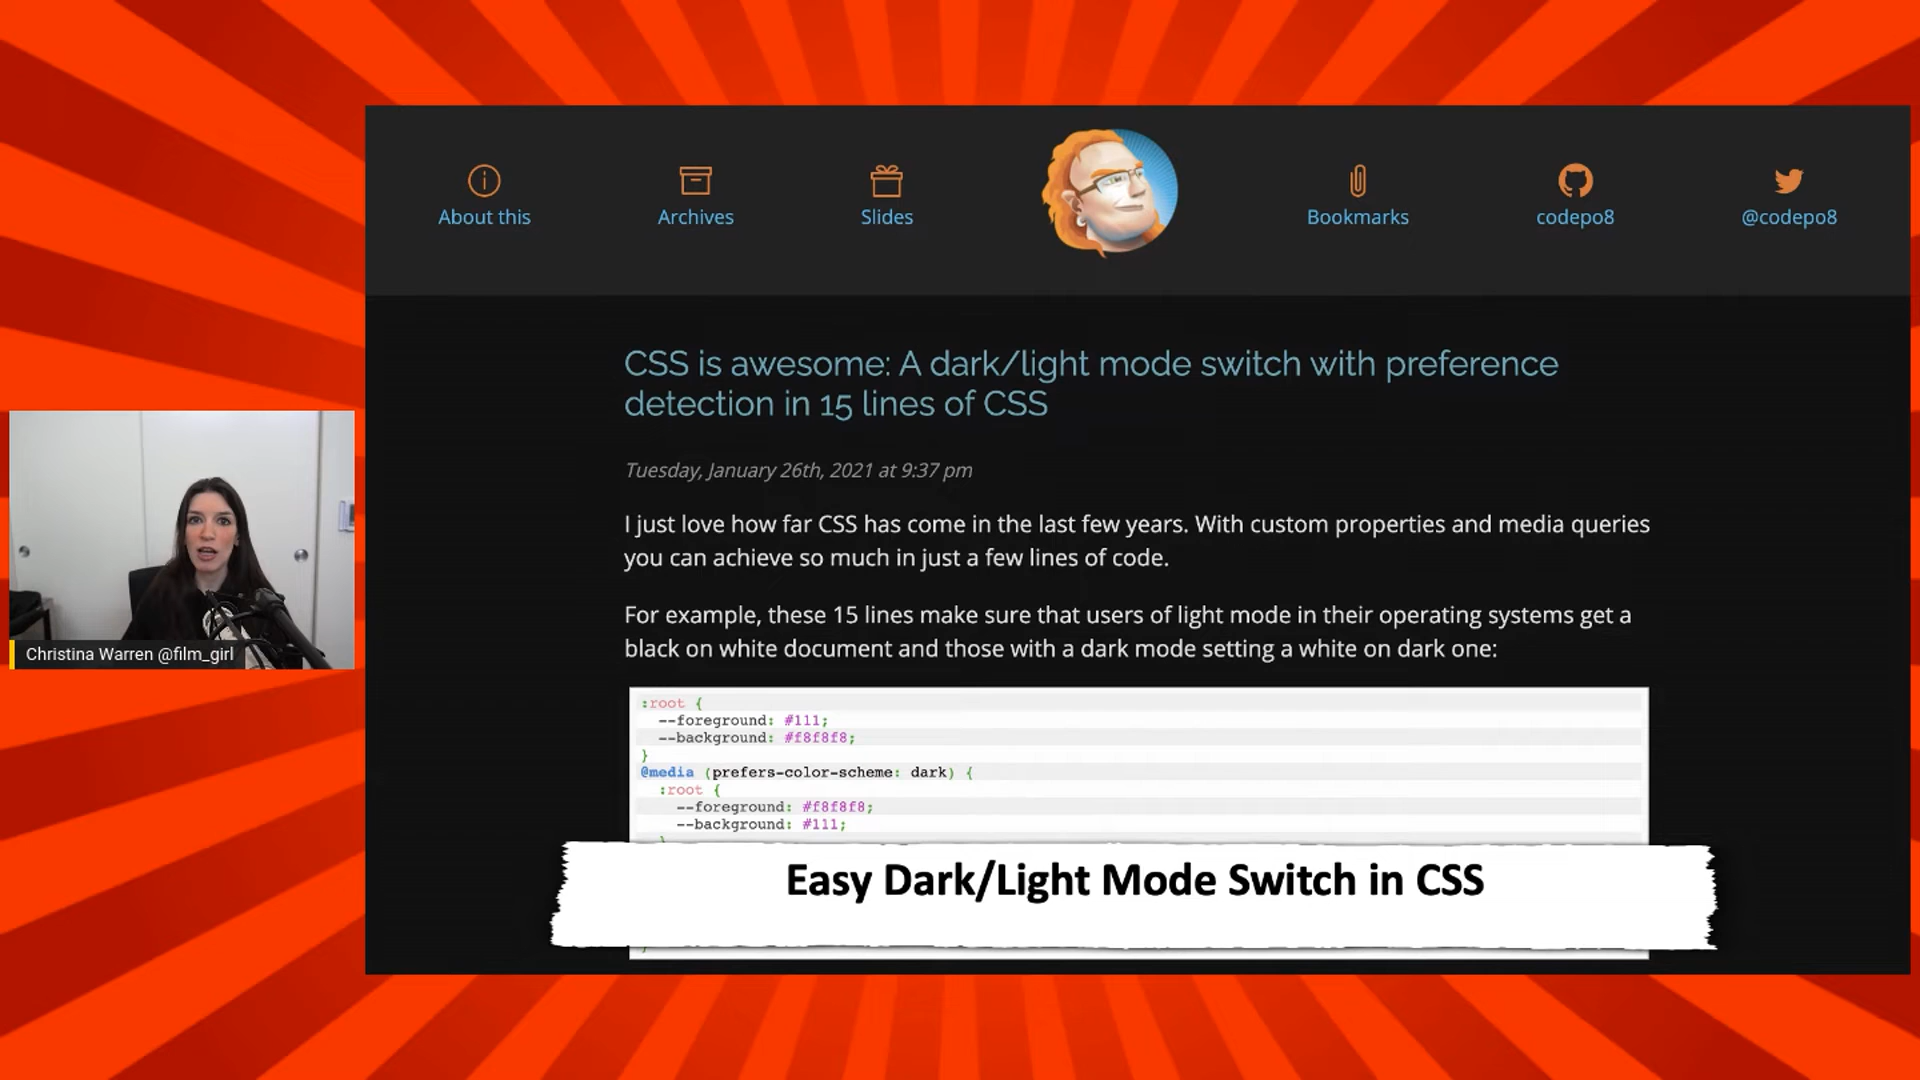 About this
Archives
Slides
Bookmarks
codepo8
@codepo8
CSS is awesome: A dark/light mode switch with preference
detection in 15 lines of CSS
Tuesday, January 26th, 2021 at 9:37 pm
I just love how far CSS has come in the last few years. With custom properties and media queries
you can achieve so much in just a few lines of code.
For example, these 15 lines make sure that users of light mode in their operating systems get a
black on white document and those with a dark mode setting a white on dark one:
:root {
--foreground: #111;
--background: #f8f8f8;
}
@media (prefers-color-scheme: dark) {
:root {
--foreground: #f8f8f8;
--background: #111;
Easy Dark/Light Mode Switch in CSS
Christina Warren @film_girl